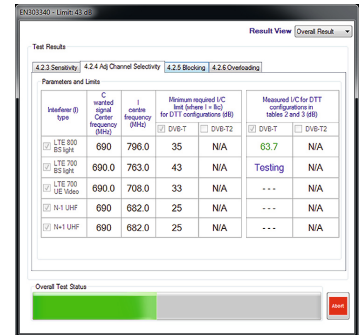 EN303340 - Limit: 43 dB
Result View Overall Result
Test Results
4.2.3 Sensitivity 4.2.4 Adj Channel Selectivity 4.2.5 Blocking 4.2.6 Overloading
Parameters and Limits
Interferer (I) type
C wanted signal Center frequency (MHz)
I centre frequency (MHz)
Minimum required I/C limit (where I = Ilic) for DTT configurations (dB)
Measured I/C for DTT configurations in tables 2 and 3 (dB)
DVB-T DVB-T2 DVB-T DVB-T2
LTE 800 BS light 690 796.0 35 N/A 63.7 N/A
LTE 700 BS light 690.0 763.0 43 N/A Testing N/A
LTE 700 UE Video 690 708.0 33 N/A --- N/A
N-1 UHF 690 682.0 25 N/A --- N/A
N+1 UHF 690 682.0 25 N/A --- N/A
Overall Test Status
Abort